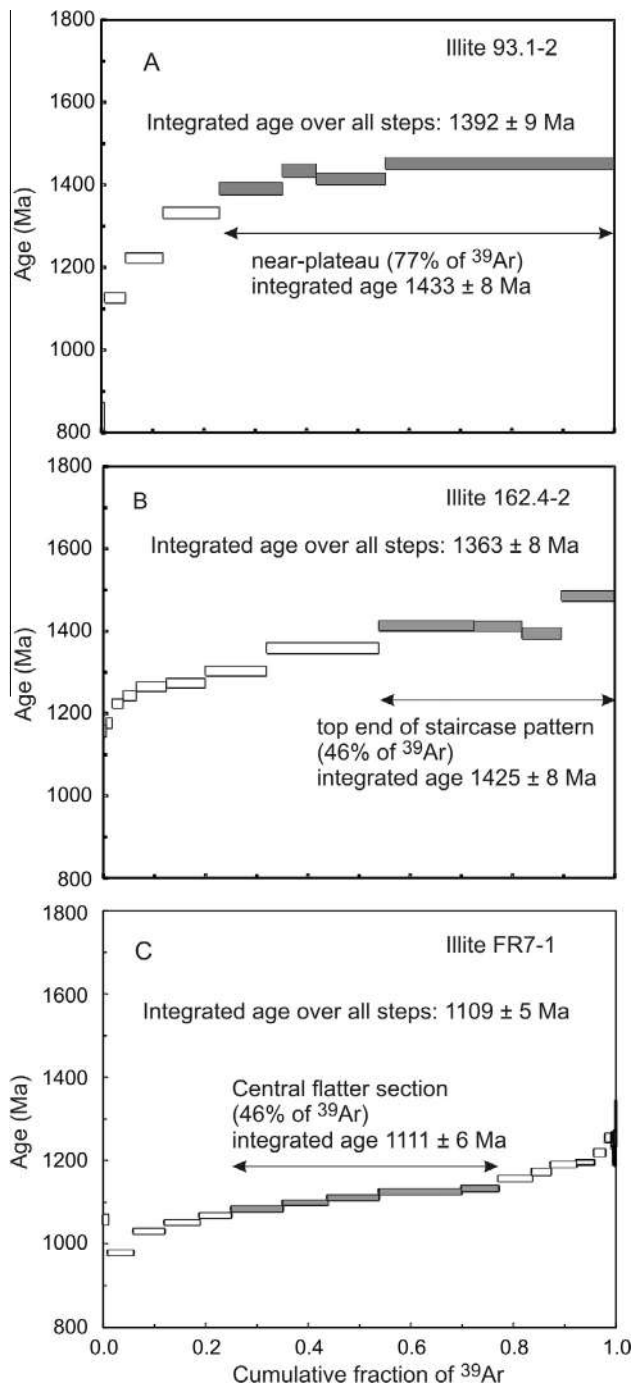 1800
A
Illite 93.1-2
1600
Integrated age over all steps: 1392 ± 9 Ma
1400
Age (Ma)
near-plateau (77% of ³⁹Ar)
1200
integrated age 1433 ± 8 Ma
1000
800
1800
B
Illite 162.4-2
1600
Integrated age over all steps: 1363 ± 8 Ma
1400
Age (Ma)
1200
top end of staircase pattern
(46% of ³⁹Ar)
1000
integrated age 1425 ± 8 Ma
800
1800
C
Illite FR7-1
1600
Integrated age over all steps: 1109 ± 5 Ma
1400
Age (Ma)
Central flatter section
(46% of ³⁹Ar)
1200
integrated age 1111 ± 6 Ma
1000
800
0.0 0.2 0.4 0.6 0.8 1.0
Cumulative fraction of ³⁹Ar